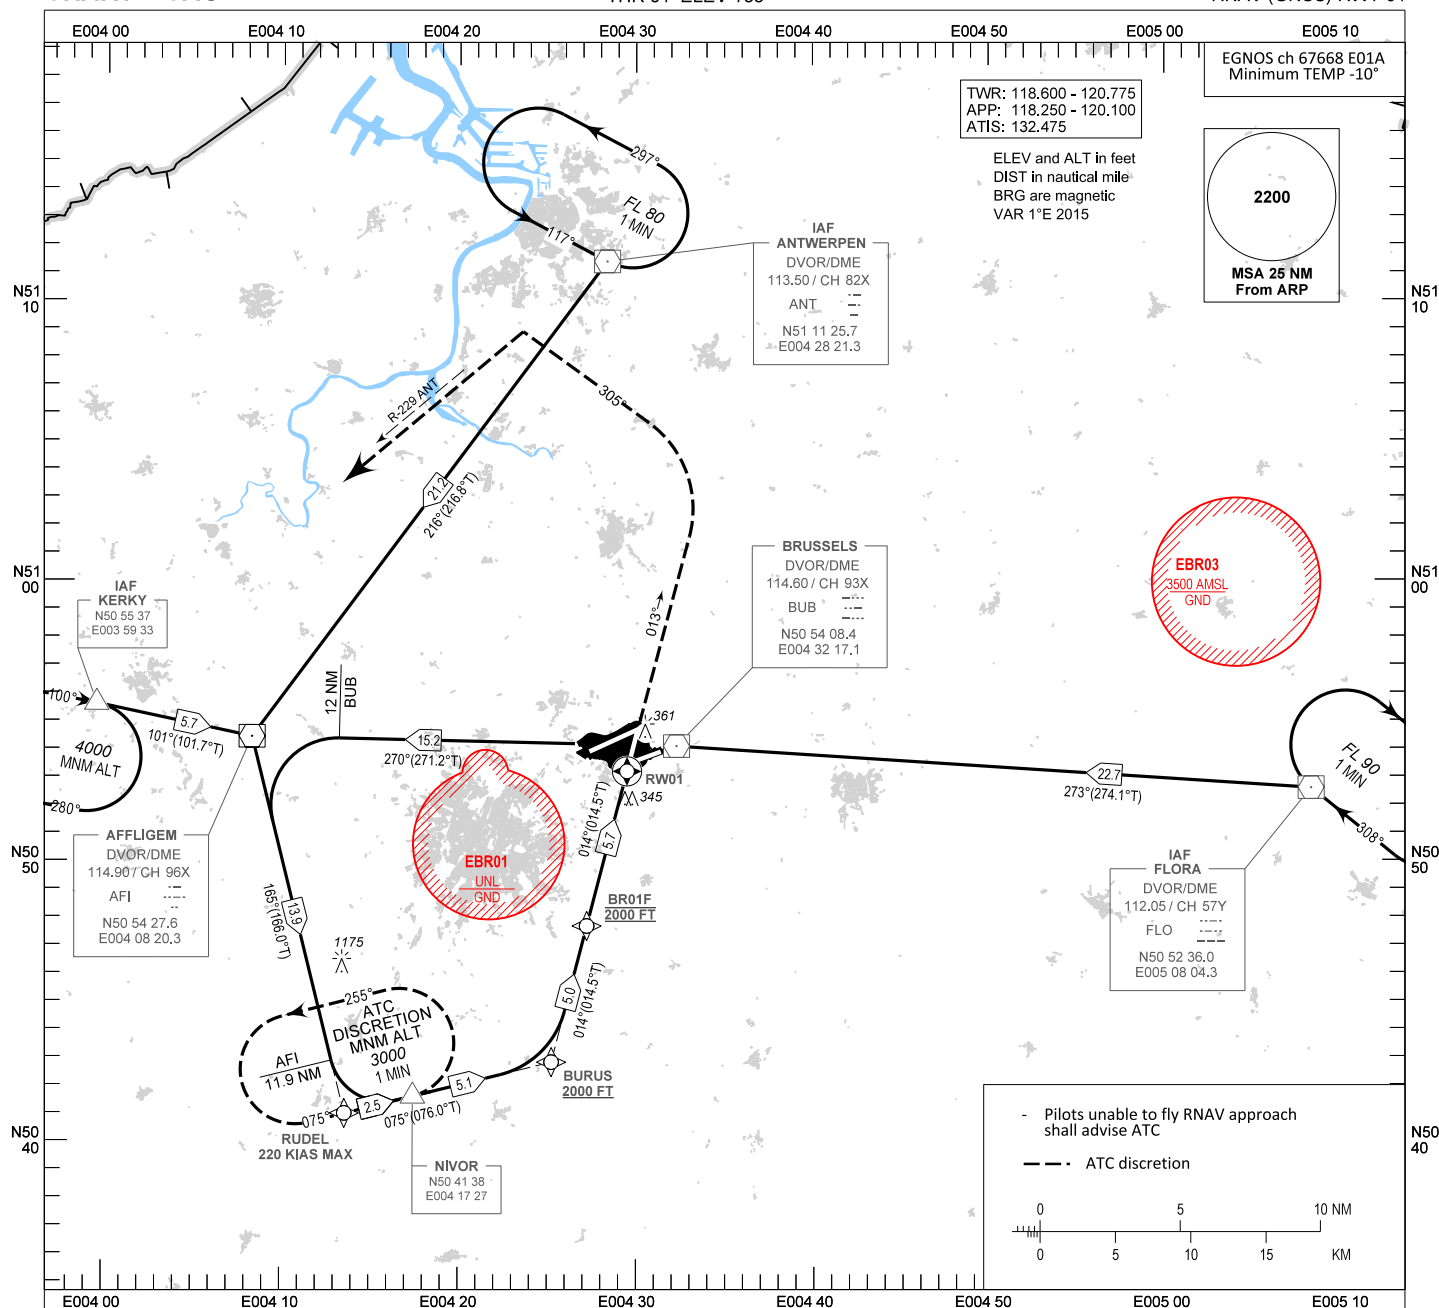 E004 00
E004 10
E004 20
E004 30
E004 40
E004 50
E005 00
E005 10
EGNOS ch 67668 E01A
Minimum TEMP -10°
TWR: 118.600 - 120.775
APP: 118.250 - 120.100
ATIS: 132.475
ELEV and ALT in feet
DIST in nautical mile
BRG are magnetic
VAR 1°E 2015
2200
MSA 25 NM
From ARP
297°
FL 80
1 MIN
117°
IAF
ANTWERPEN
DVOR/DME
113.50 / CH 82X
ANT
N51 11 25.7
E004 28 21.3
N51
10
N51
10
R-229 ANT
305°
21.2
216°(216.8°T)
BRUSSELS
DVOR/DME
114.60 / CH 93X
BUB
N50 54 08.4
E004 32 17.1
EBR03
3500 AMSL
GND
N51
00
N51
00
IAF
KERKY
N50 55 37
E003 59 33
013°
12 NM
BUB
100°
5.7
101°(101.7°T)
4000
MNM ALT
280°
15.2
270°(271.2°T)
361
RW01
345
22.7
273°(274.1°T)
FL 90
1 MIN
308°
AFFLIGEM
DVOR/DME
114.90 / CH 96X
AFI
N50 54 27.6
E004 08 20.3
N50
50
N50
50
EBR01
UNL
GND
014°(014.5°T)
5.7
IAF
FLORA
DVOR/DME
112.05 / CH 57Y
FLO
N50 52 36.0
E005 08 04.3
BR01F
2000 FT
13.9
165°(166.0°T)
1175
5.0
014°(014.5°T)
255°
ATC
DISCRETION
MNM ALT
3000
1 MIN
AFI
11.9 NM
BURUS
2000 FT
5.1
075°
2.5
075°(076.0°T)
RUDEL
220 KIAS MAX
NIVOR
N50 41 38
E004 17 27
N50
40
N50
40
- Pilots unable to fly RNAV approach
shall advise ATC
ATC discretion
0 5 10 NM
0 5 10 15 KM
E004 00
E004 10
E004 20
E004 30
E004 40
E004 50
E005 00
E005 10